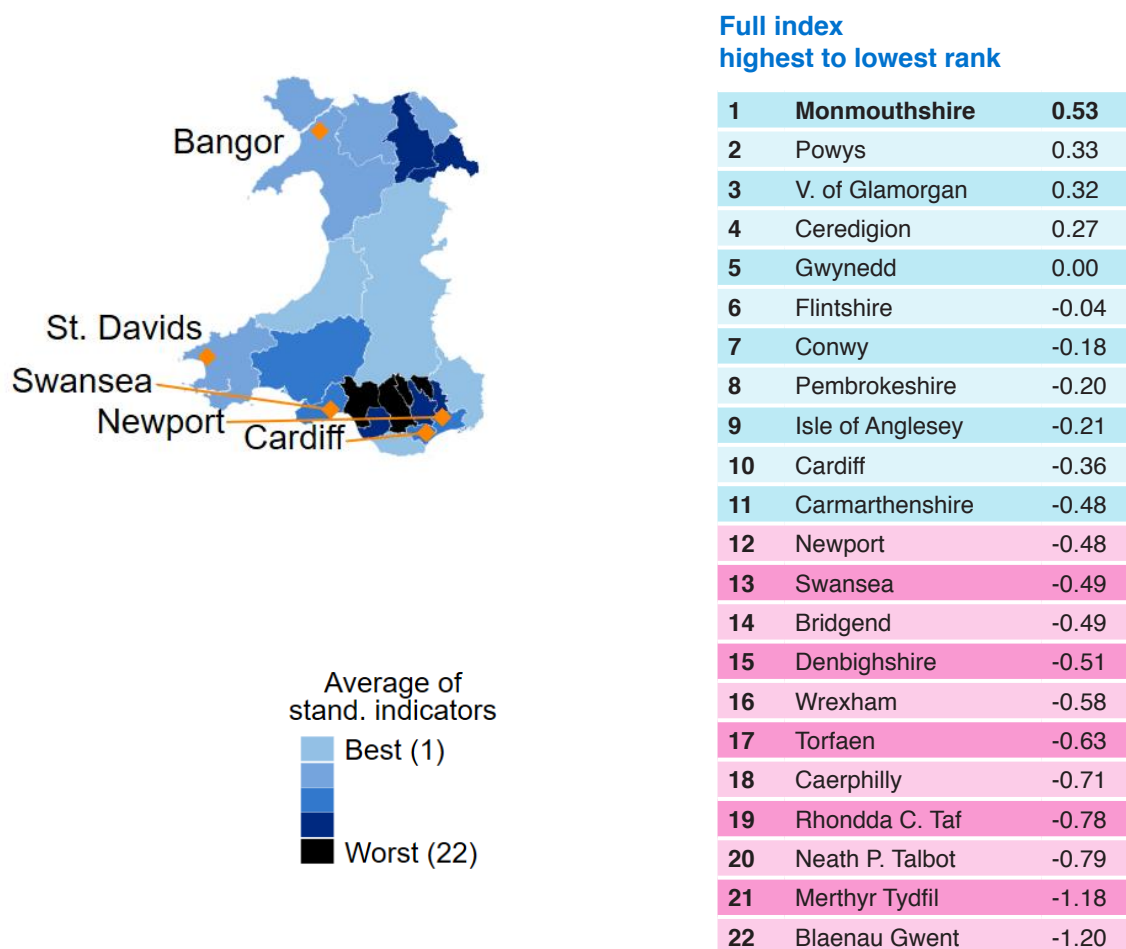 Full index
highest to lowest rank
Bangor
St. Davids
Swansea
Newport
Cardiff
Average of
stand. indicators
Best (1)
Worst (22)
1 Monmouthshire 0.53
2 Powys 0.33
3 V. of Glamorgan 0.32
4 Ceredigion 0.27
5 Gwynedd 0.00
6 Flintshire -0.04
7 Conwy -0.18
8 Pembrokeshire -0.20
9 Isle of Anglesey -0.21
10 Cardiff -0.36
11 Carmarthenshire -0.48
12 Newport -0.48
13 Swansea -0.49
14 Bridgend -0.49
15 Denbighshire -0.51
16 Wrexham -0.58
17 Torfaen -0.63
18 Caerphilly -0.71
19 Rhondda C. Taf -0.78
20 Neath P. Talbot -0.79
21 Merthyr Tydfil -1.18
22 Blaenau Gwent -1.20